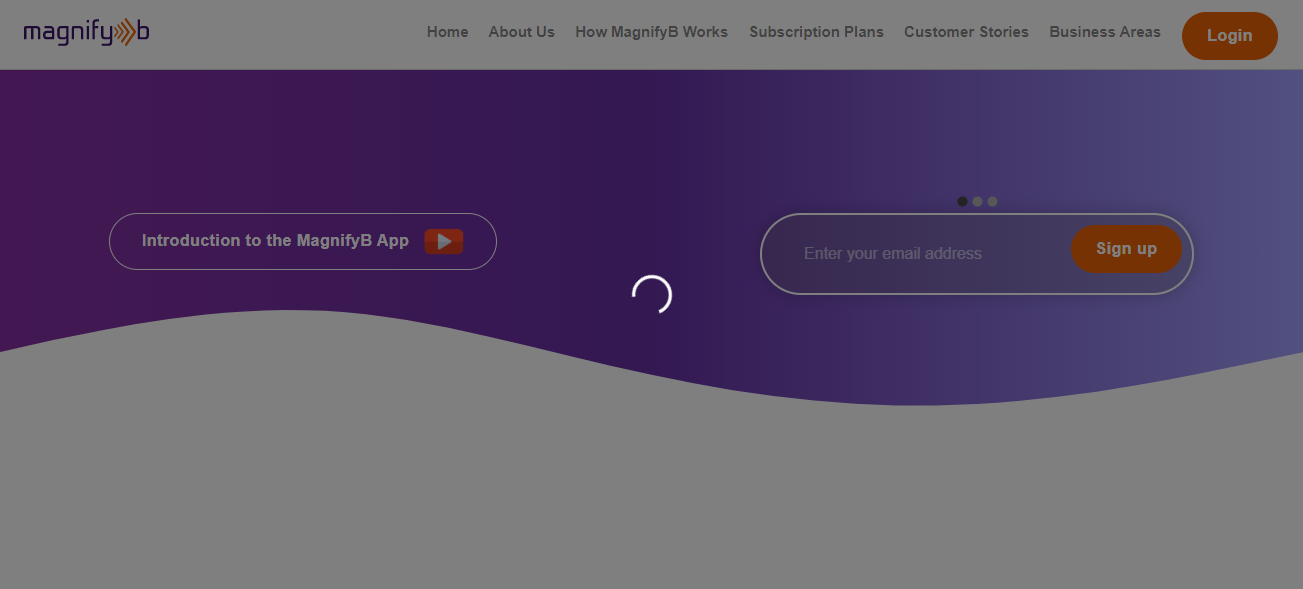 magnifyb
Home About Us How MagnifyB Works Subscription Plans Customer Stories Business Areas Login
Introduction to the MagnifyB App
Enter your email address Sign up